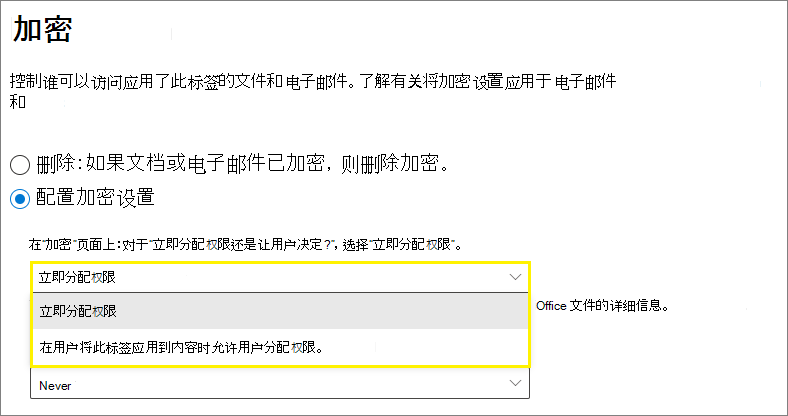 加密
控制谁可以访问应用了此标签的文件和电子邮件。了解有关将加密设置应用于电子邮件
和
删除:如果文档或电子邮件已加密，则删除加密。
配置加密设置
在“加密”页面上:对于“立即分配权限还是让用户决定?”，选择“立即分配权限”。
立即分配权限
立即分配权限
Office 文件的详细信息。
在用户将此标签应用到内容时允许用户分配权限。
Never